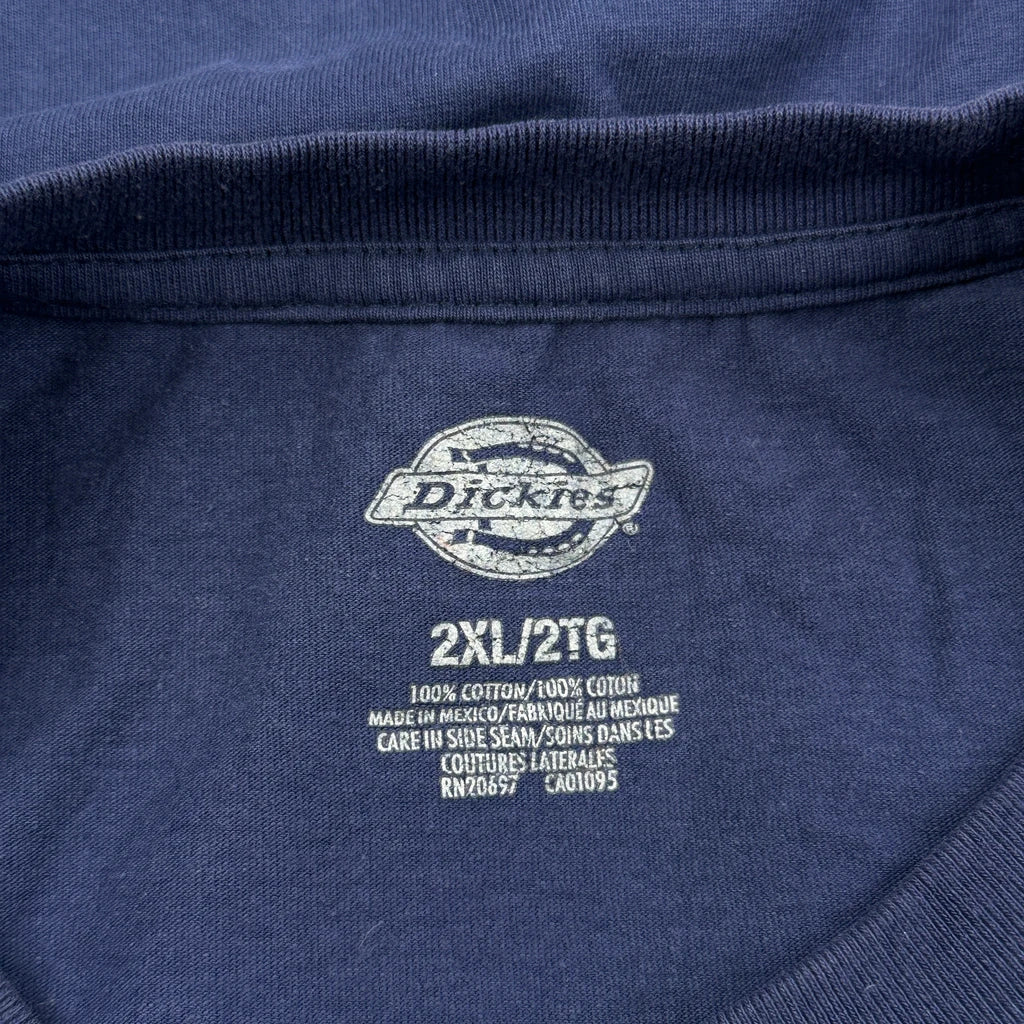 Dickies®
2XL/2TG
100% COTTON/100% COTON
MADE IN MEXICO/FABRIQUÉ AU MEXIQUE
CARE IN SIDE SEAM/SOINS DANS LES
COUTURES LATERALES
RN20697 CA01095